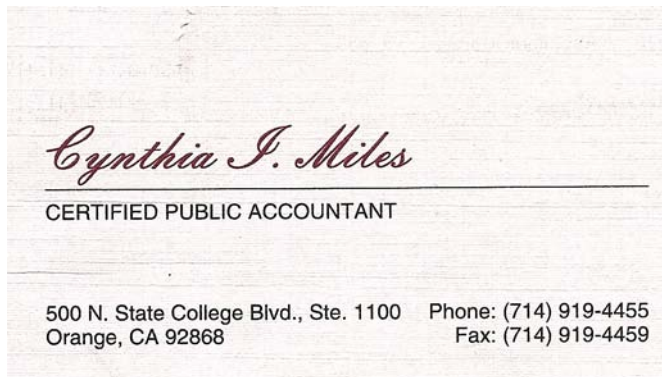 Cynthia I. Miles
CERTIFIED PUBLIC ACCOUNTANT
500 N. State College Blvd., Ste. 1100 Phone: (714) 919-4455
Orange, CA 92868 Fax: (714) 919-4459